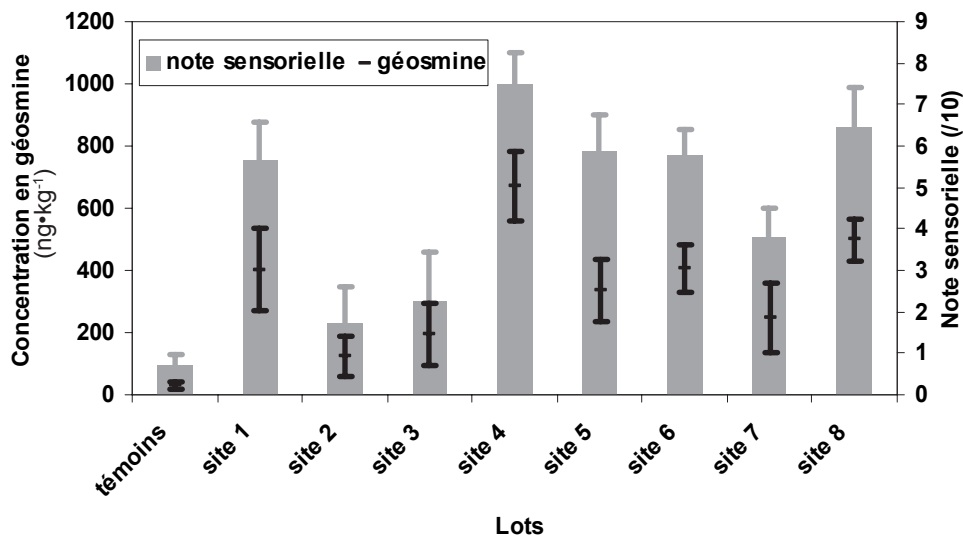 1200
1000
800
600
400
200
0
Concentration en géosmine
(ng•kg-1)
note sensorielle – géosmine
9
8
7
6
5
4
3
2
1
0
Note sensorielle (/10)
témoins
site 1
site 2
site 3
site 4
site 5
site 6
site 7
site 8
Lots